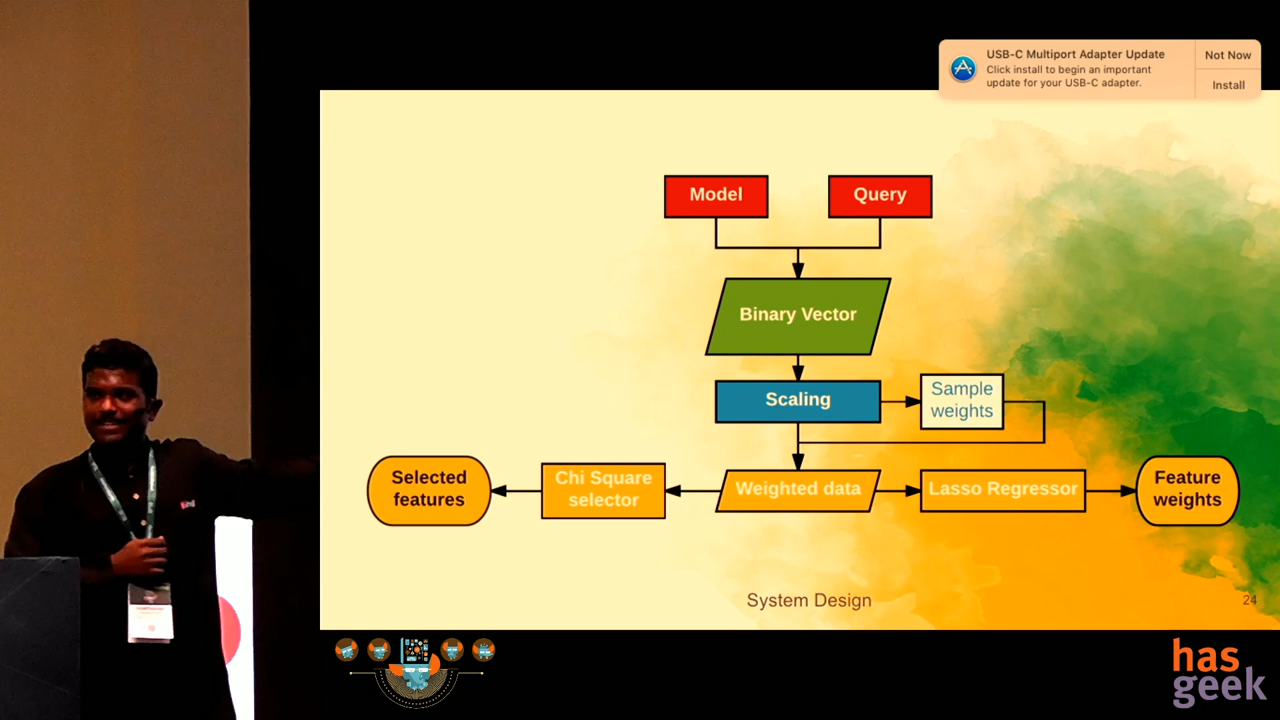 USB-C Multiport Adapter Update
Click install to begin an important
update for your USB-C adapter.
Not Now
Install
Model
Query
Binary Vector
Scaling
Sample
weights
Selected
features
Chi Square
selector
Weighted data
Lasso Regressor
Feature
weights
System Design
24
has
geek